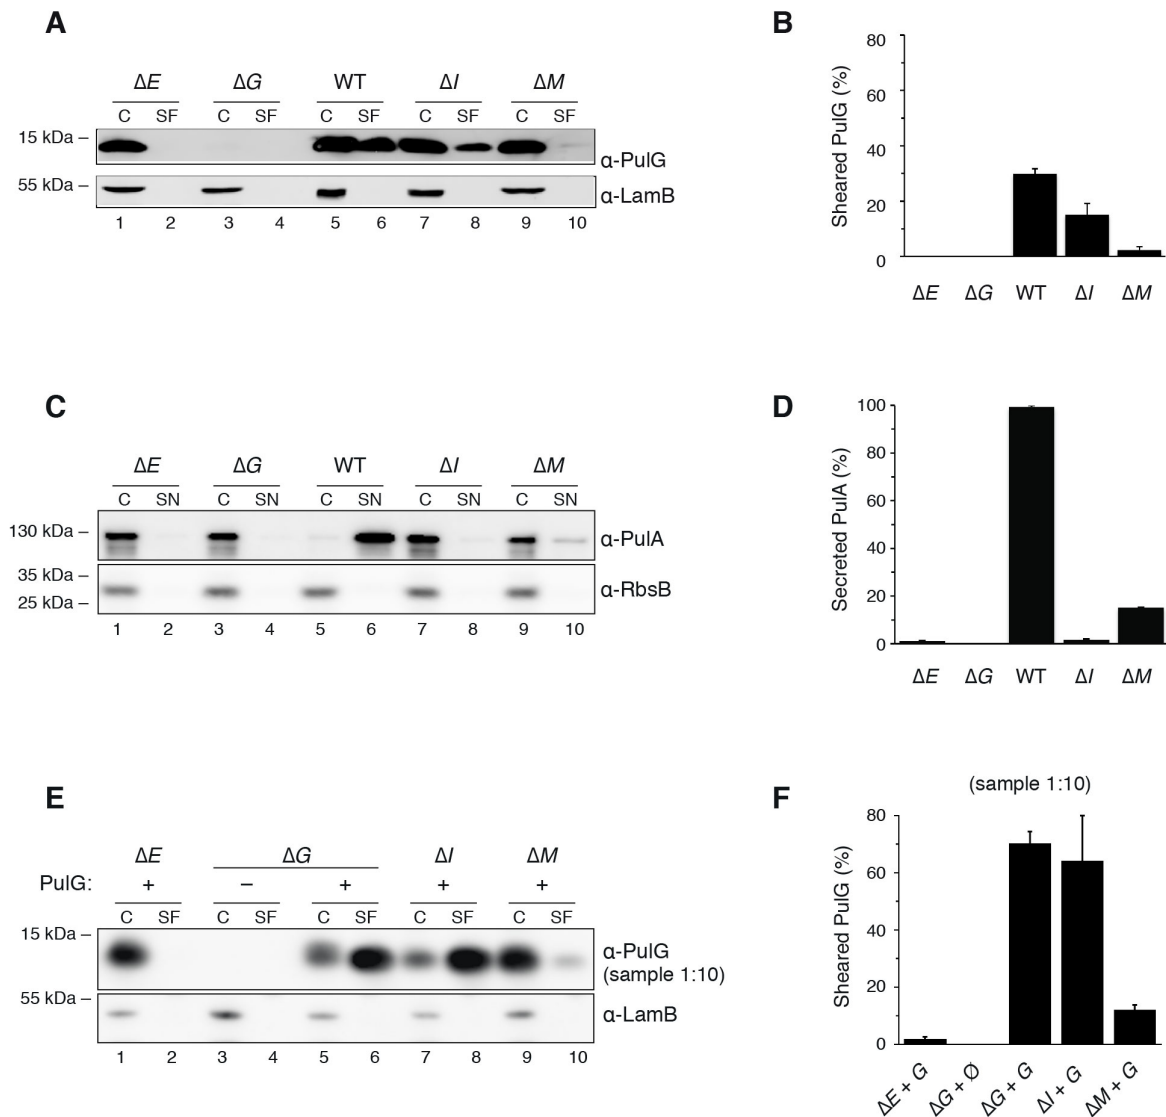 A
ΔE ΔG WT ΔI ΔM
C SF C SF C SF C SF C SF
15 kDa –
α-PulG
55 kDa –
α-LamB
1 2 3 4 5 6 7 8 9 10
B
Sheared PulG (%)
80
60
40
20
0
ΔE ΔG WT ΔI ΔM
C
ΔE ΔG WT ΔI ΔM
C SN C SN C SN C SN C SN
130 kDa –
α-PulA
35 kDa –
α-RbsB
25 kDa –
1 2 3 4 5 6 7 8 9 10
D
Secreted PulA (%)
100
80
60
40
20
0
ΔE ΔG WT ΔI ΔM
E
ΔE ΔG ΔI ΔM
PulG: + – + + +
C SF C SF C SF C SF C SF
15 kDa –
α-PulG
(sample 1:10)
55 kDa –
α-LamB
1 2 3 4 5 6 7 8 9 10
F
(sample 1:10)
Sheared PulG (%)
80
60
40
20
0
ΔE + G ΔG + Ø ΔG + G ΔI + G ΔM + G